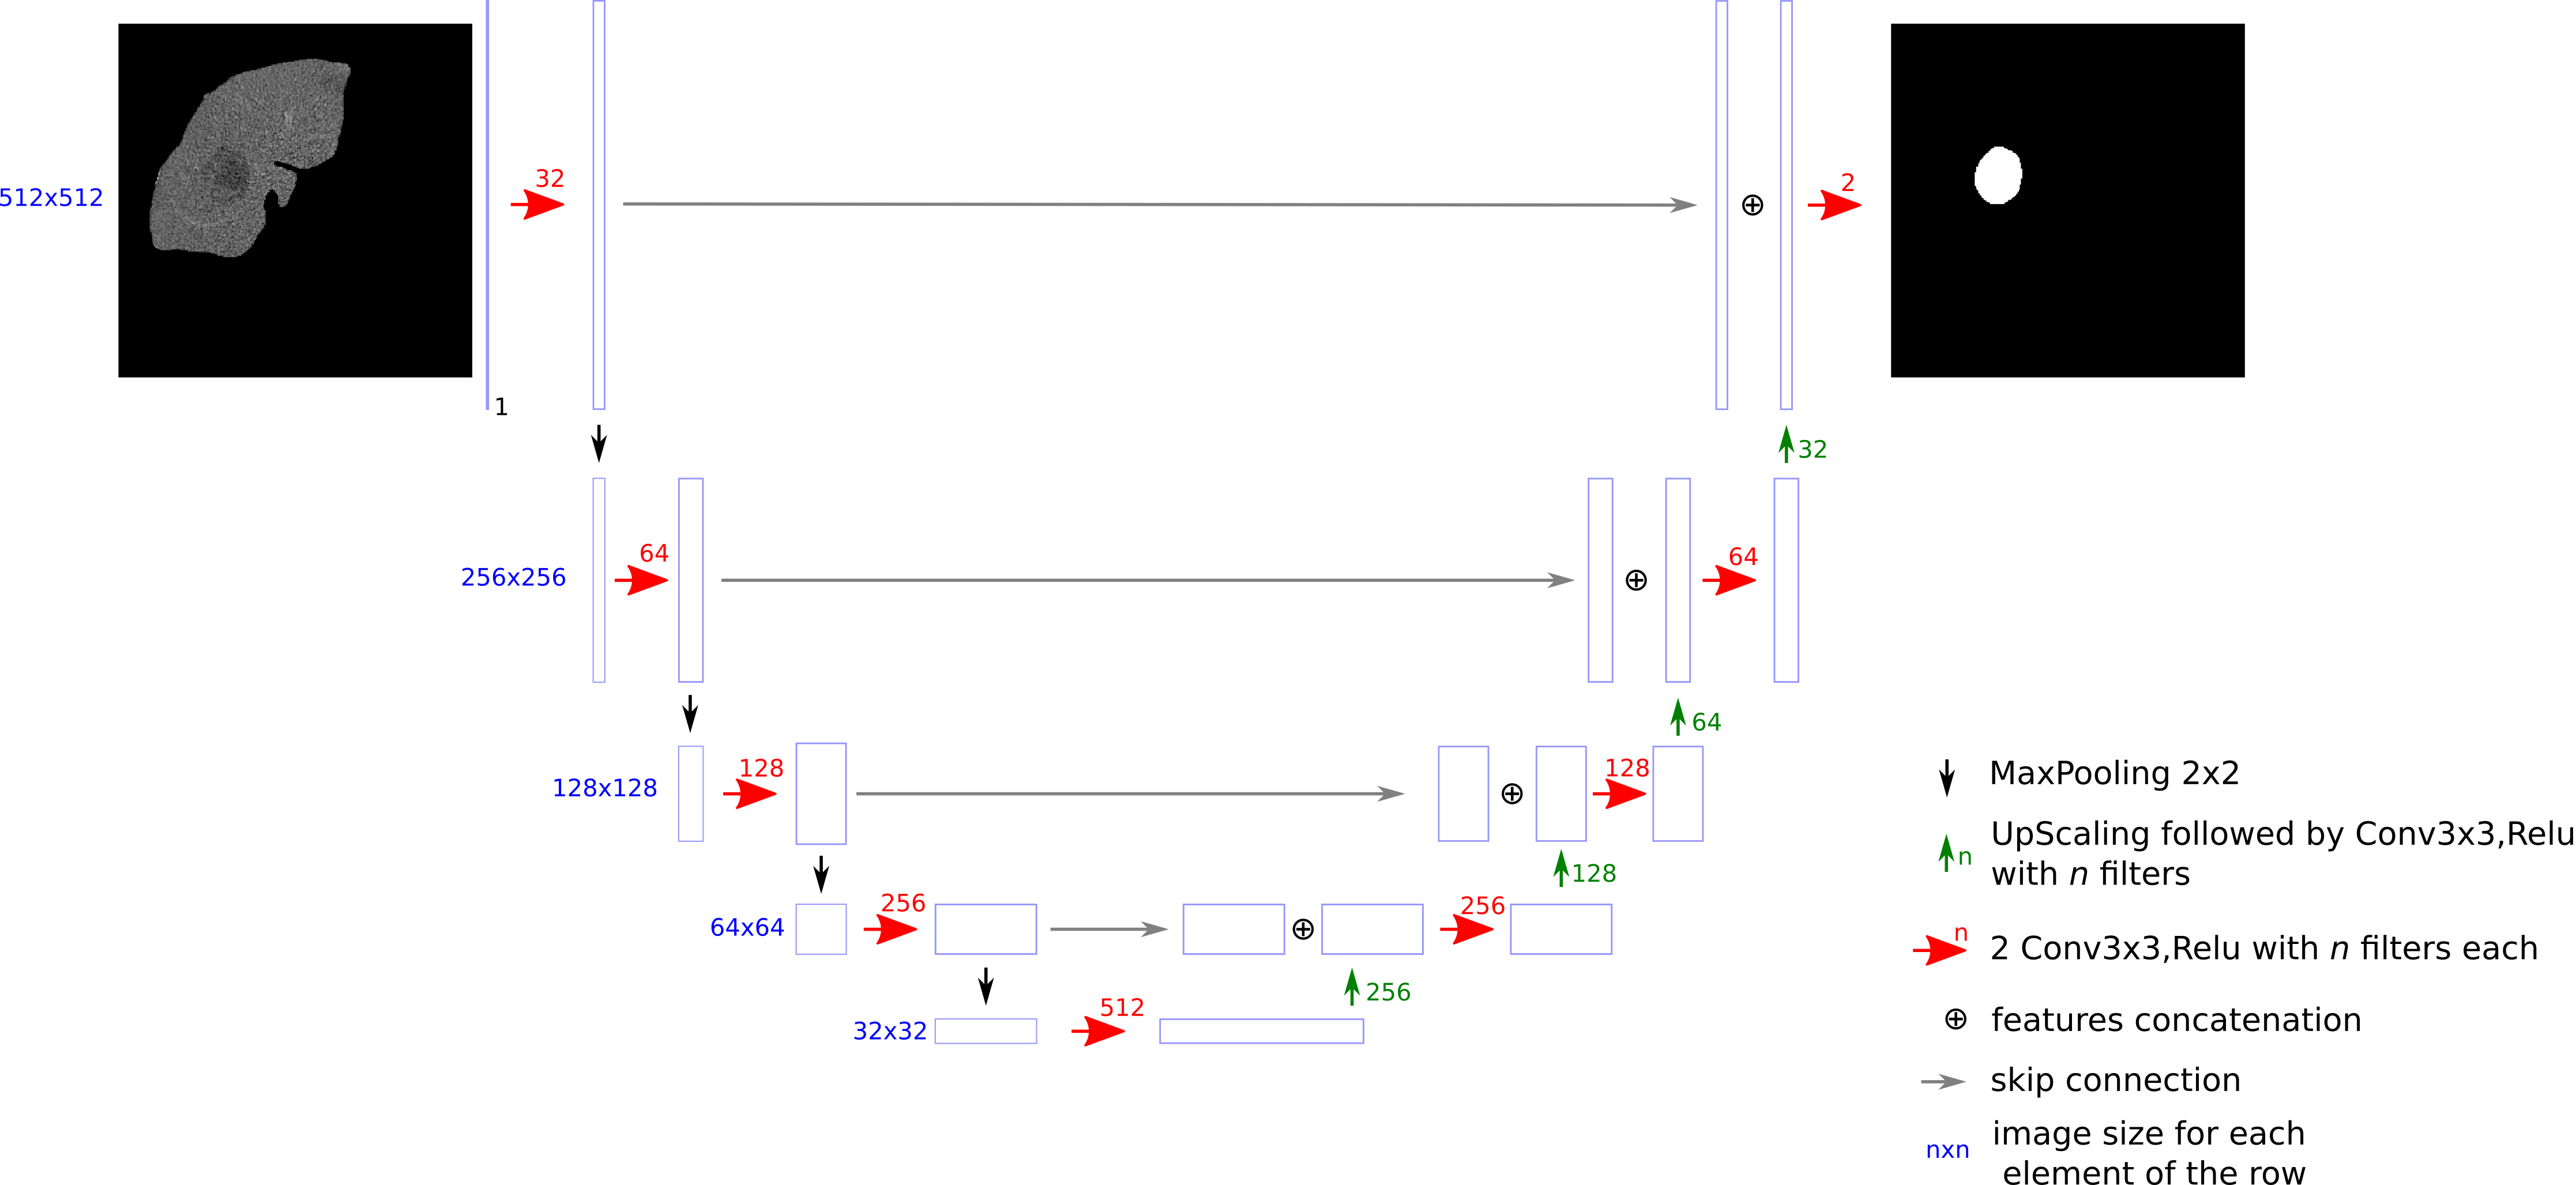 32
2
512x512
1
32
64
64
256x256
64
128
128
128x128
128
256
256
64x64
256
512
32x32
MaxPooling 2x2
n
UpScaling followed by Conv3x3,Relu
with n filters
n
2 Conv3x3,Relu with n filters each
features concatenation
skip connection
nxn
image size for each
element of the row